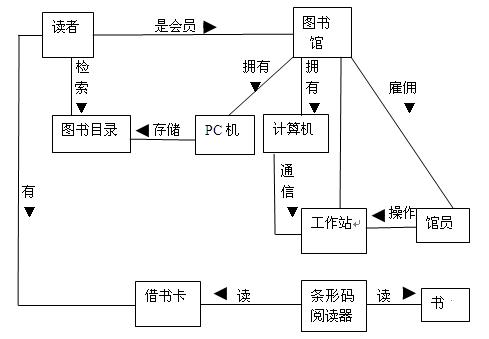 读者
是会员
图书
馆
检
索
拥有
拥
有
雇佣
图书目录
存储
PC 机
计算机
有
通
信
工作站
操作
馆员
借书卡
读
条形码
阅读器
读
书